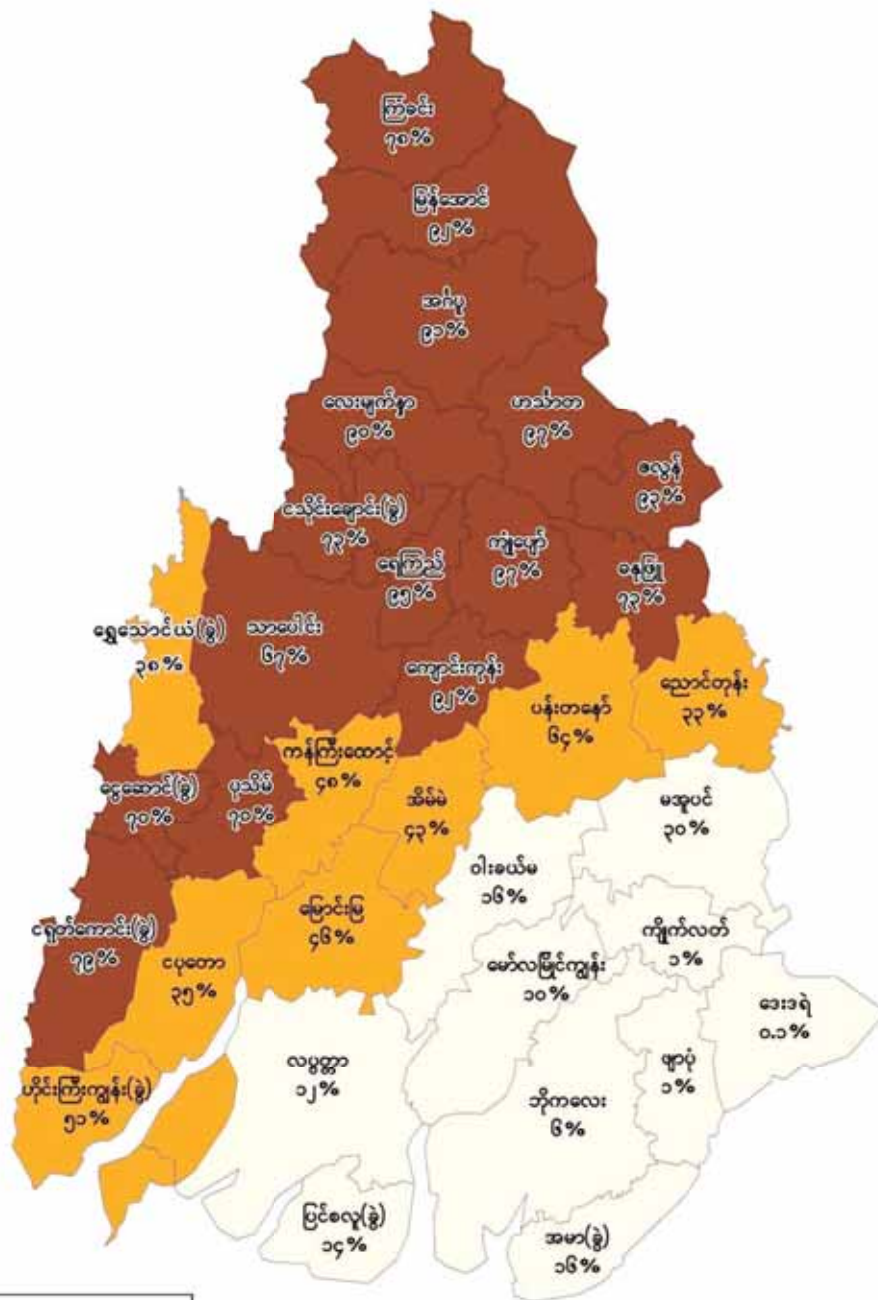 ကြံခင်း
၇၈%
မြန်အောင်
၉၂%
အင်္ဂပူ
၉၁%
လေးမျက်နှာ
၉၀%
ဟင်္သာတ
၉၇%
ဇလွန်
၉၃%
ငသိုင်းချောင်း(ခွဲ)
၇၃%
ရေကြည်
၉၅%
ကျုံပျော်
၉၇%
ဓနုဖြူ
၇၃%
ရွှေသောင်ယံ(ခွဲ)
၃၈%
သာပေါင်း
၆၇%
ကျောင်းကုန်း
၉၂%
ပန်းတနော်
၆၄%
ညောင်တုန်း
၃၃%
ငွေဆောင်(ခွဲ)
၇၀%
ပုသိမ်
၇၀%
ကန်ကြီးထောင့်
၄၈%
အိမ်မဲ
၄၃%
မအူပင်
၃၀%
ဝါးခယ်မ
၁၆%
ငရုတ်ကောင်း(ခွဲ)
၇၉%
ငပုတော
၃၅%
မြောင်းမြ
၄၆%
မော်လမြိုင်ကျွန်း
၁၀%
ကျိုက်လတ်
၁%
ဒေးဒရဲ
၀.၁%
ဟိုင်းကြီးကျွန်း(ခွဲ)
၅၁%
လပွတ္တာ
၁၂%
ဘိုကလေး
၆%
ဖျာပုံ
၁%
ပြင်စလူ(ခွဲ)
၁၄%
အမာ(ခွဲ)
၁၆%